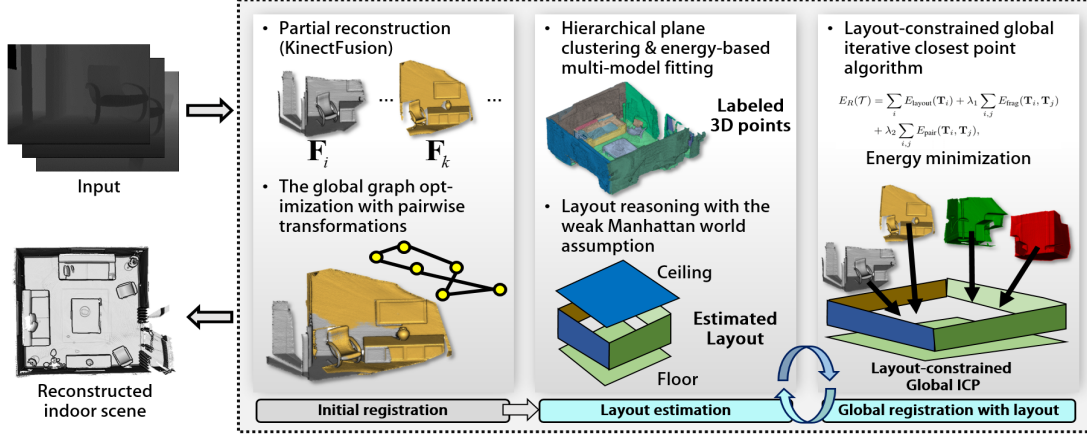 Input
Reconstructed
indoor scene
• Partial reconstruction
(KinectFusion)
...
...
F_i
F_k
• The global graph opt-
imization with pairwise
transformations
Initial registration
• Hierarchical plane
clustering & energy-based
multi-model fitting
Labeled
3D points
• Layout reasoning with the
weak Manhattan world
assumption
Ceiling
Estimated
Layout
Floor
Layout estimation
• Layout-constrained global
iterative closest point
algorithm
E_R(𝒯) = ∑_i E_layout(T_i) + λ_1 ∑_{i,j} E_frag(T_i, T_j)
+ λ_2 ∑_{i,j} E_pair(T_i, T_j),
Energy minimization
Layout-constrained
Global ICP
Global registration with layout